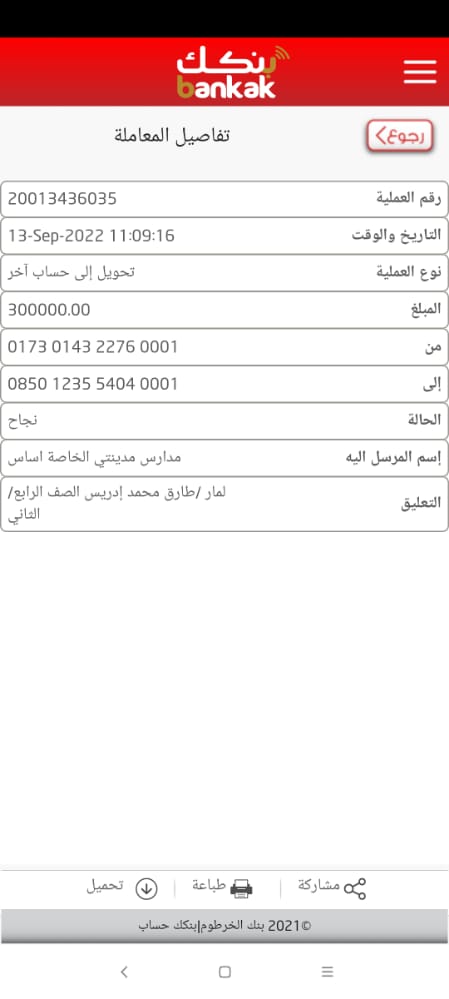 بنكك
bankak
رجوع
تفاصيل المعاملة
رقم العملية 20013436035
التاريخ والوقت 13-Sep-2022 11:09:16
نوع العملية تحويل إلى حساب آخر
المبلغ 300000.00
من 0173 0143 2276 0001
إلى 0850 1235 5404 0001
الحالة نجاح
إسم المرسل اليه مدارس مدينتي الخاصة اساس
التعليق لمار /طارق محمد إدريس الصف الرابع/
الثاني
مشاركة طباعة تحميل
©2021 بنك الخرطوم|بنكك حساب